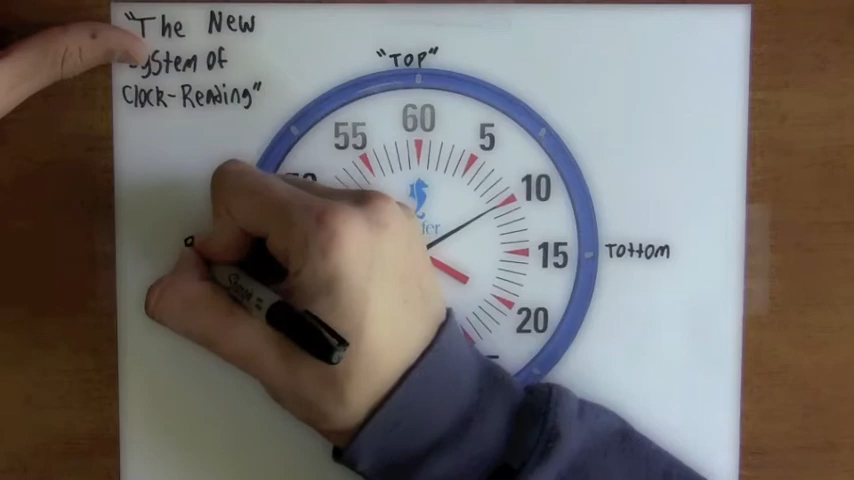 "The New
System of
Clock-Reading"
"TOP"
60
55
5
10
15
Tottom
20